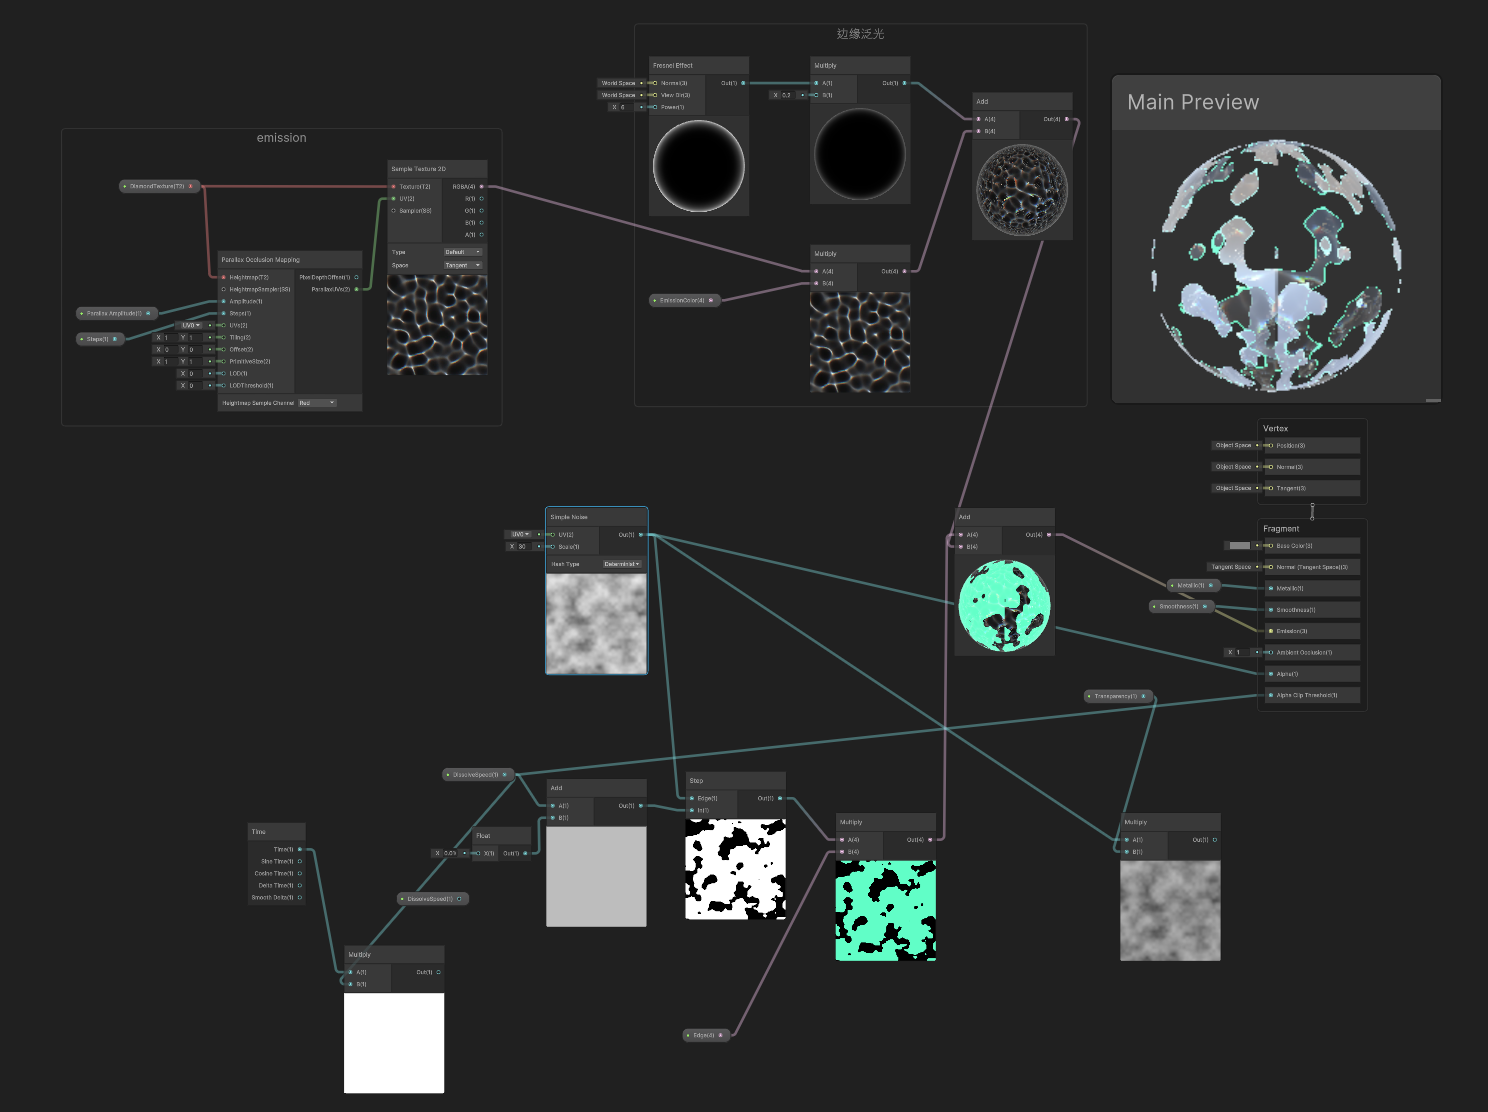 边缘泛光
Fresnel Effect
World Space
Normal(3)
Out(1)
World Space
View Dir(3)
X 6
Power(1)
Multiply
A(1)
Out(1)
B(1)
Add
A(4)
Out(4)
B(4)
Multiply
A(4)
Out(4)
B(4)
EmissionColor(4)
Main Preview
emission
DiamondTexture(T2)
Sample Texture 2D
Texture(T2)
RGBA(4)
UV(2)
R(1)
Sampler(SS)
G(1)
B(1)
A(1)
Type
Default
Space
Tangent
Parallax Occlusion Mapping
Heightmap(T2)
PixelDepthOffset(1)
HeightmapSampler(SS)
ParallaxUVs(2)
Amplitude(1)
Steps(1)
UVs(2)
Tiling(2)
Offset(2)
PrimitiveSize(2)
LOD(1)
LODThreshold(1)
Heightmap Sample Channel
Red
Parallax Amplitude(1)
Steps(1)
UV0
X 1 Y 1
X 0 Y 0
X 1 Y 1
X 0
X 0
Vertex
Object Space
Position(3)
Object Space
Normal(3)
Object Space
Tangent(3)
Fragment
Base Color(3)
Tangent Space
Normal (Tangent Space)(3)
Metallic(1)
Metallic(1)
Smoothness(1)
Smoothness(1)
Emission(3)
X 1
Ambient Occlusion(1)
Alpha(1)
Alpha Clip Threshold(1)
Simple Noise
UV0
UV(2)
Out(1)
X 30
Scale(1)
Hash Type
Determinist
Add
A(4)
Out(4)
B(4)
Transparency(1)
DissolveSpeed(1)
Add
A(1)
Out(1)
B(1)
Float
X(1)
Out(1)
Step
Edge(1)
Out(1)
In(1)
Multiply
A(4)
Out(4)
B(4)
Multiply
A(1)
Out(1)
B(1)
Time
Time(1)
Sine Time(1)
Cosine Time(1)
Delta Time(1)
Smooth Delta(1)
DissolveSpeed(1)
Multiply
A(1)
Out(1)
B(1)
Edge(4)